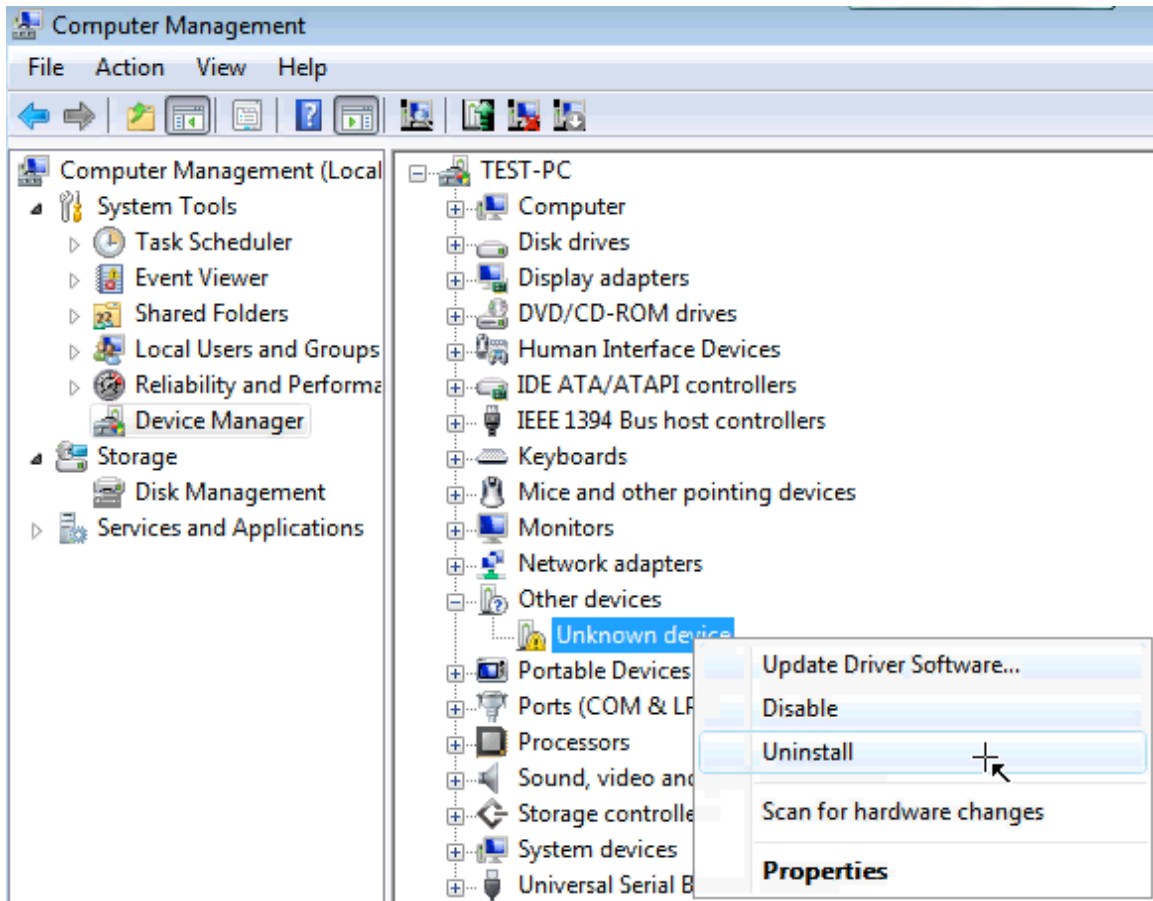 Computer Management
File Action View Help
Computer Management (Local
System Tools
Task Scheduler
Event Viewer
Shared Folders
Local Users and Groups
Reliability and Performa
Device Manager
Storage
Disk Management
Services and Applications
TEST-PC
Computer
Disk drives
Display adapters
DVD/CD-ROM drives
Human Interface Devices
IDE ATA/ATAPI controllers
IEEE 1394 Bus host controllers
Keyboards
Mice and other pointing devices
Monitors
Network adapters
Other devices
Unknown device
Portable Devices
Ports (COM & LP
Processors
Sound, video and
Storage controlle
System devices
Universal Serial B
Update Driver Software...
Disable
Uninstall
Scan for hardware changes
Properties